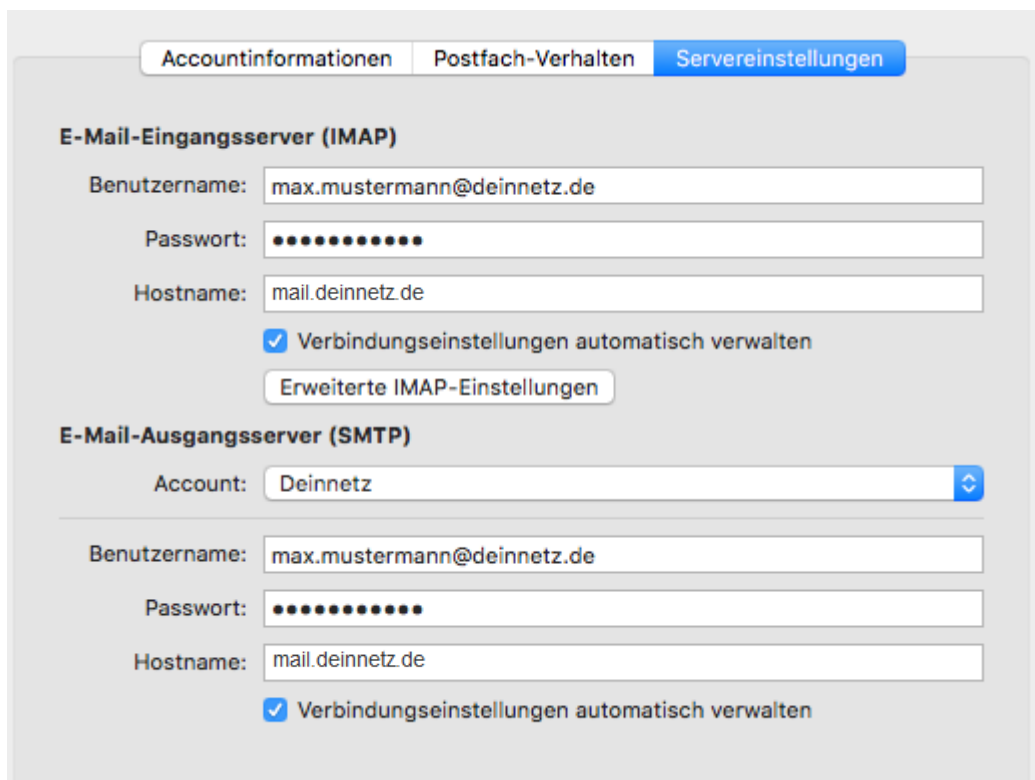 Accountinformationen Postfach-Verhalten Servereinstellungen
E-Mail-Eingangsserver (IMAP)
Benutzername: max.mustermann@deinnetz.de
Passwort: •••••••••••
Hostname: mail.deinnetz.de
Verbindungseinstellungen automatisch verwalten
Erweiterte IMAP-Einstellungen
E-Mail-Ausgangsserver (SMTP)
Account: Deinnetz
Benutzername: max.mustermann@deinnetz.de
Passwort: •••••••••••
Hostname: mail.deinnetz.de
Verbindungseinstellungen automatisch verwalten